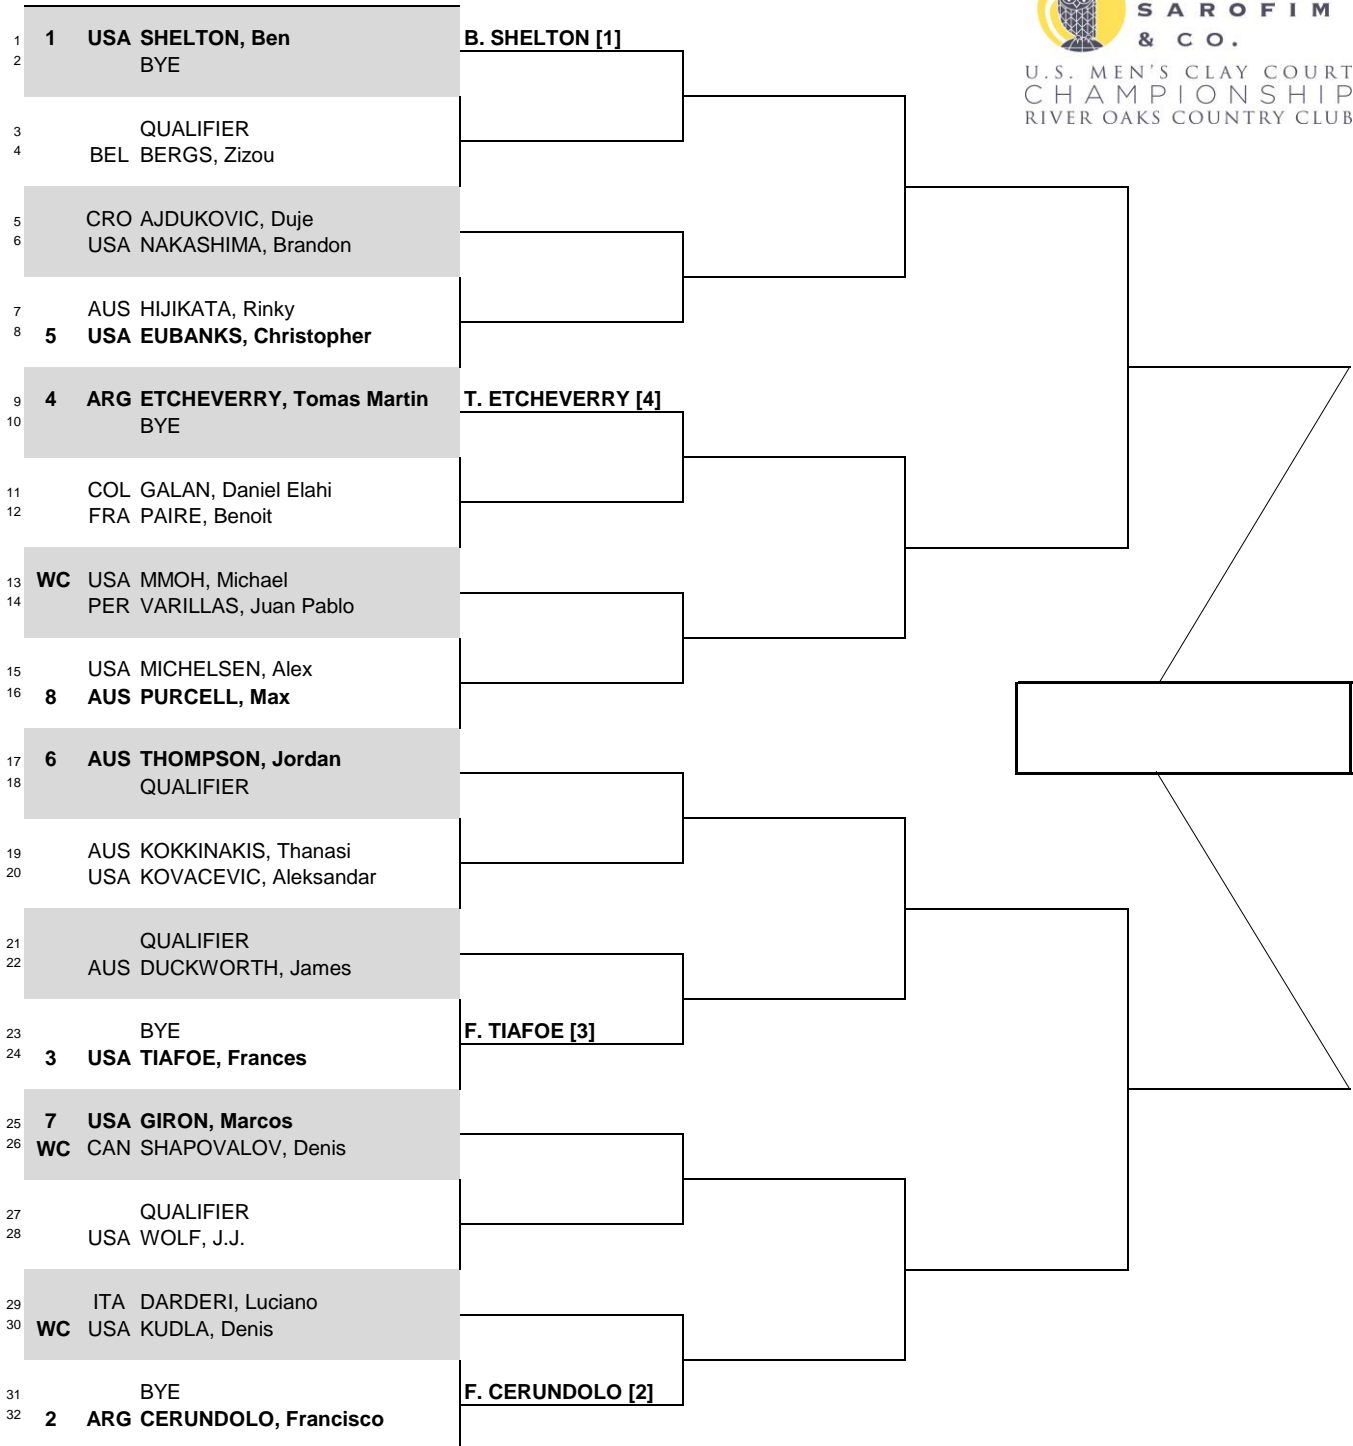 SAROFIM
& CO.
U.S. MEN'S CLAY COURT
CHAMPIONSHIP
RIVER OAKS COUNTRY CLUB
1 1 USA SHELTON, Ben B. SHELTON [1]
2 BYE
3 QUALIFIER
4 BEL BERGS, Zizou
5 CRO AJDUKOVIC, Duje
6 USA NAKASHIMA, Brandon
7 AUS HIJIKATA, Rinky
8 5 USA EUBANKS, Christopher
9 4 ARG ETCHEVERRY, Tomas Martin T. ETCHEVERRY [4]
10 BYE
11 COL GALAN, Daniel Elahi
12 FRA PAIRE, Benoit
13 WC USA MMOH, Michael
14 PER VARILLAS, Juan Pablo
15 USA MICHELSEN, Alex
16 8 AUS PURCELL, Max
17 6 AUS THOMPSON, Jordan
18 QUALIFIER
19 AUS KOKKINAKIS, Thanasi
20 USA KOVACEVIC, Aleksandar
21 QUALIFIER
22 AUS DUCKWORTH, James
23 BYE F. TIAFOE [3]
24 3 USA TIAFOE, Frances
25 7 USA GIRON, Marcos
26 WC CAN SHAPOVALOV, Denis
27 QUALIFIER
28 USA WOLF, J.J.
29 ITA DARDERI, Luciano
30 WC USA KUDLA, Denis
31 BYE F. CERUNDOLO [2]
32 2 ARG CERUNDOLO, Francisco